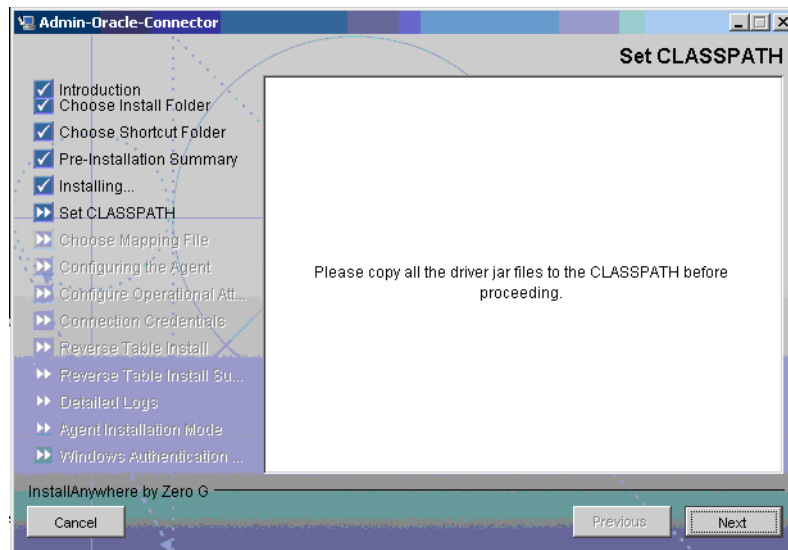 Admin-Oracle-Connector
Set CLASSPATH
Introduction
Choose Install Folder
Choose Shortcut Folder
Pre-Installation Summary
Installing...
Set CLASSPATH
Choose Mapping File
Configuring the Agent
Configure Operational Att...
Connection Credentials
Reverse Table Install
Reverse Table Install Su...
Detailed Logs
Agent Installation Mode
Windows Authentication ...
Please copy all the driver jar files to the CLASSPATH before
proceeding.
InstallAnywhere by Zero G
Cancel
Previous
Next